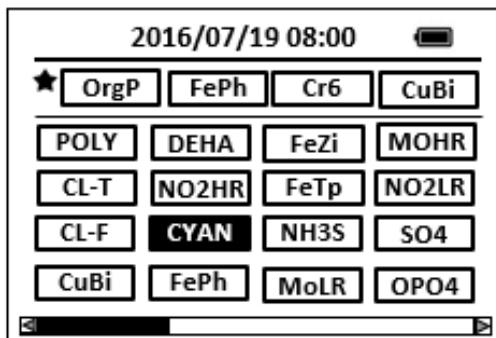 2016/07/19 08:00
OrgP FePh Cr6 CuBi
POLY DEHA FeZi MOHR
CL-T NO2HR FeTp NO2LR
CL-F CYAN NH3S SO4
CuBi FePh MoLR OPO4